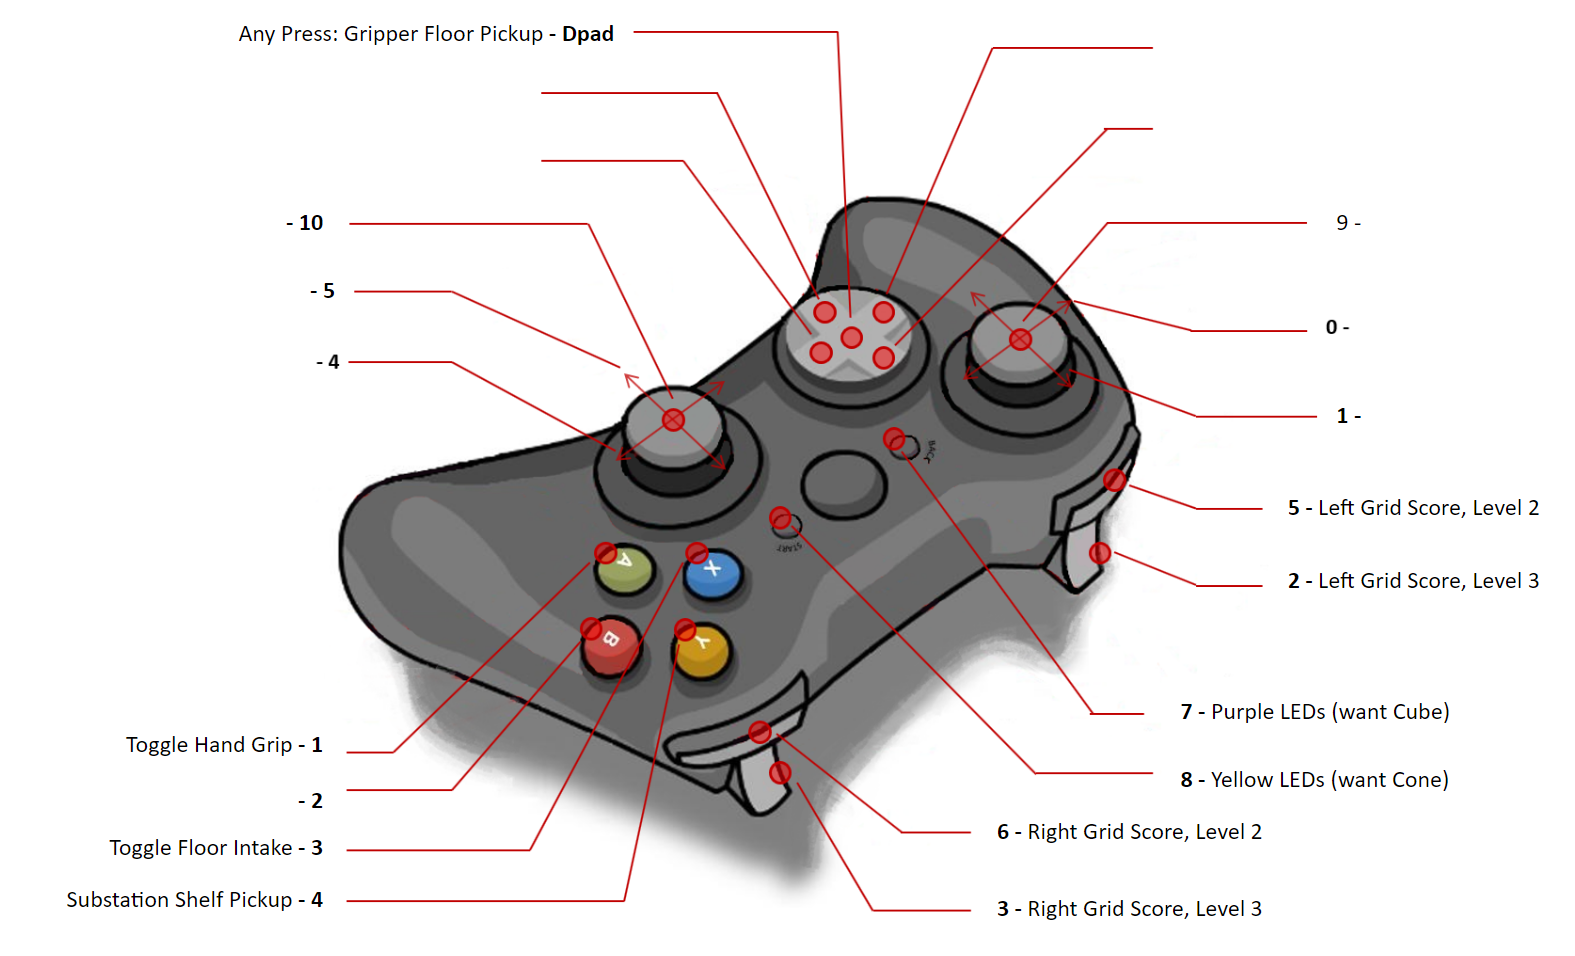 Any Press: Gripper Floor Pickup - Dpad
- 10
9 -
- 5
0 -
- 4
1 -
BACK
5 - Left Grid Score, Level 2
START
A
X
2 - Left Grid Score, Level 3
B
Y
7 - Purple LEDs (want Cube)
Toggle Hand Grip - 1
8 - Yellow LEDs (want Cone)
- 2
6 - Right Grid Score, Level 2
Toggle Floor Intake - 3
Substation Shelf Pickup - 4
3 - Right Grid Score, Level 3